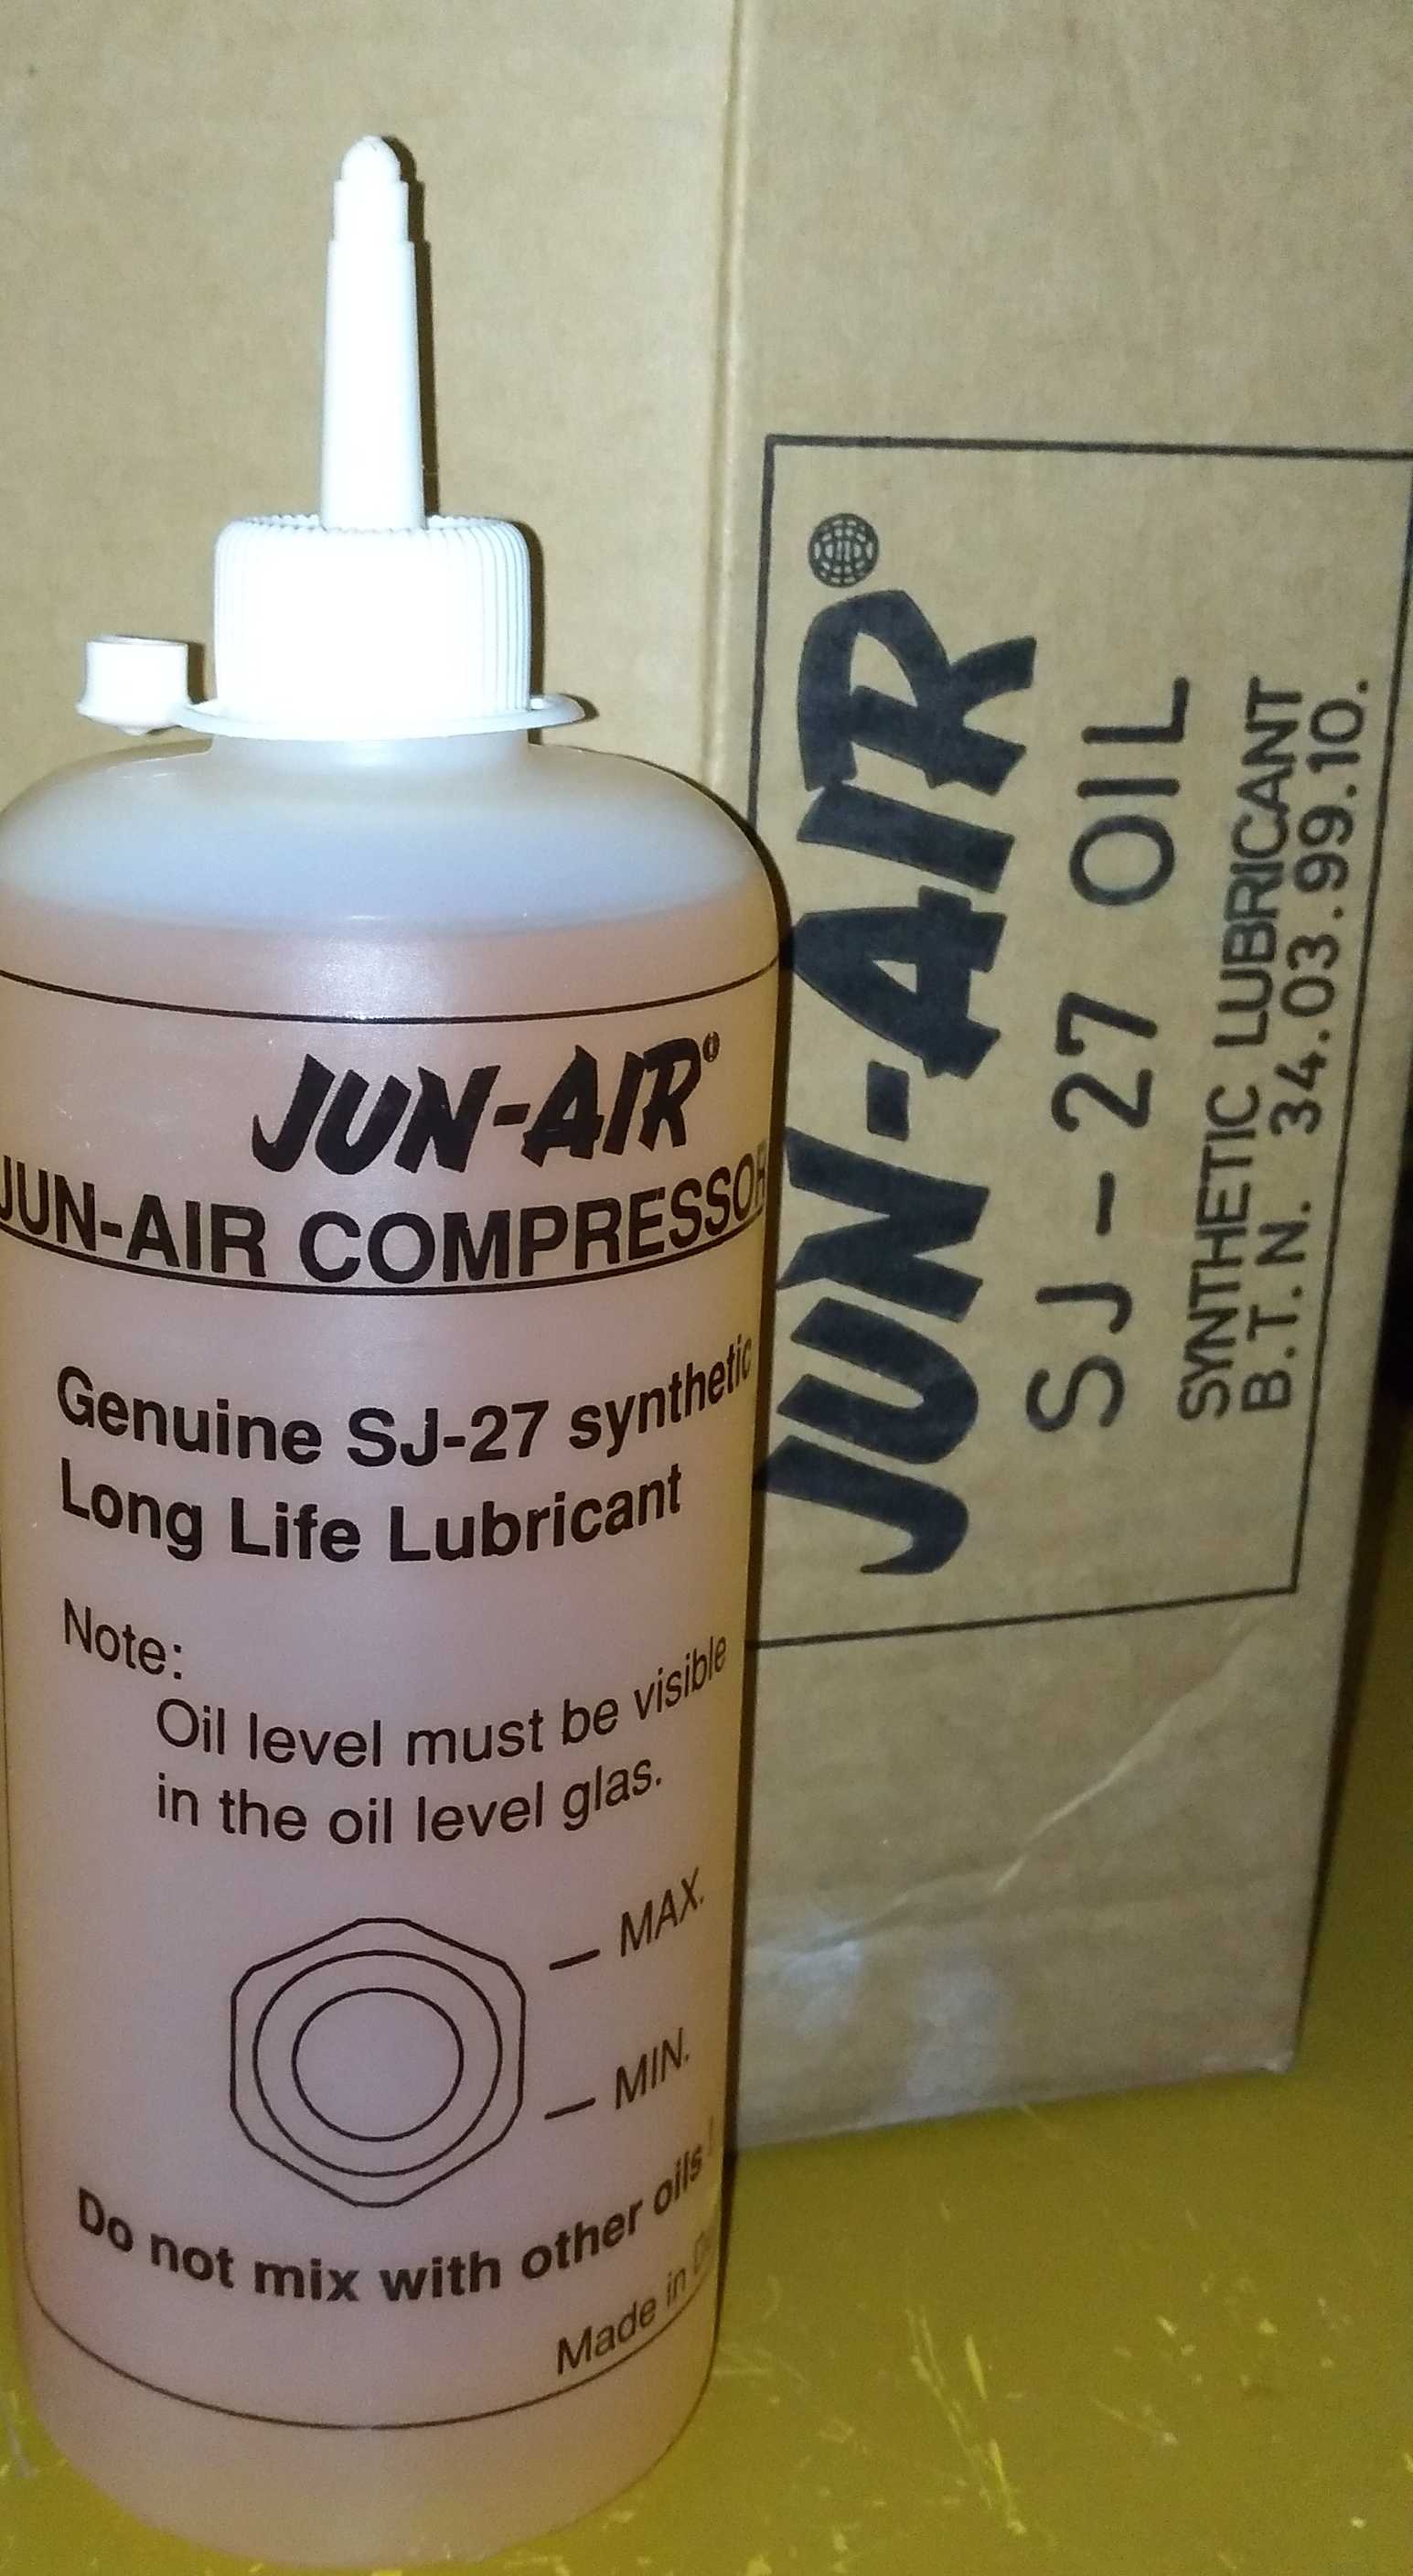 JUN-AIR®
JUN-AIR COMPRESSOR
Genuine SJ-27 synthetic
Long Life Lubricant
Note:
Oil level must be visible
in the oil level glas.
MAX.
MIN.
Do not mix with other oils !
Made in
JUN-AIR
SJ-27 OIL
SYNTHETIC LUBRICANT
B.T.N. 34.03.99.10.